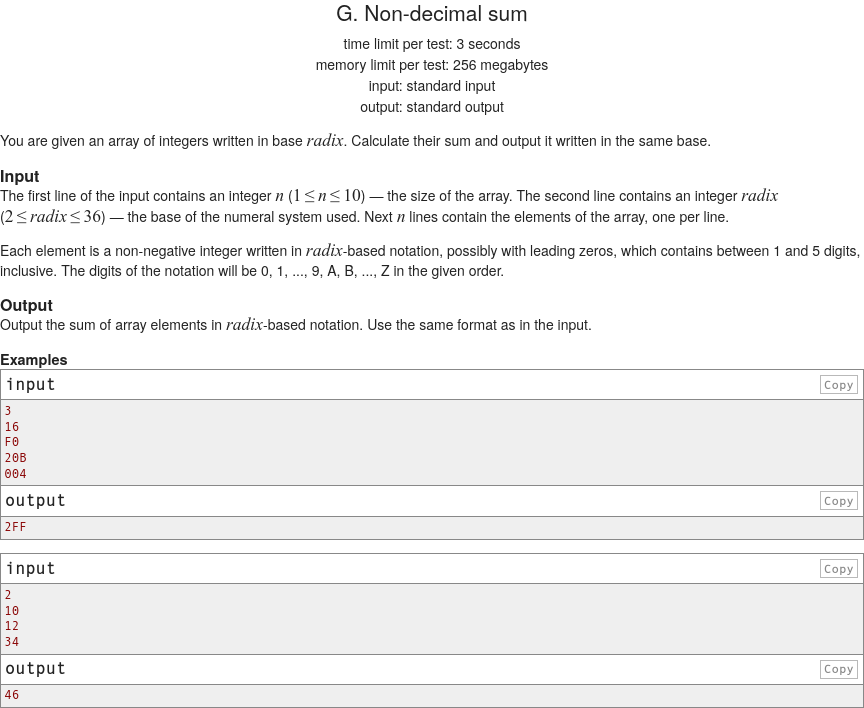 G. Non-decimal sum
time limit per test: 3 seconds
memory limit per test: 256 megabytes
input: standard input
output: standard output
You are given an array of integers written in base radix. Calculate their sum and output it written in the same base.
Input
The first line of the input contains an integer n (1 ≤ n ≤ 10) — the size of the array. The second line contains an integer radix
(2 ≤ radix ≤ 36) — the base of the numeral system used. Next n lines contain the elements of the array, one per line.
Each element is a non-negative integer written in radix-based notation, possibly with leading zeros, which contains between 1 and 5 digits,
inclusive. The digits of the notation will be 0, 1, ..., 9, A, B, ..., Z in the given order.
Output
Output the sum of array elements in radix-based notation. Use the same format as in the input.
Examples
input Copy
3
16
F0
20B
004
output Copy
2FF
input Copy
2
10
12
34
output Copy
46